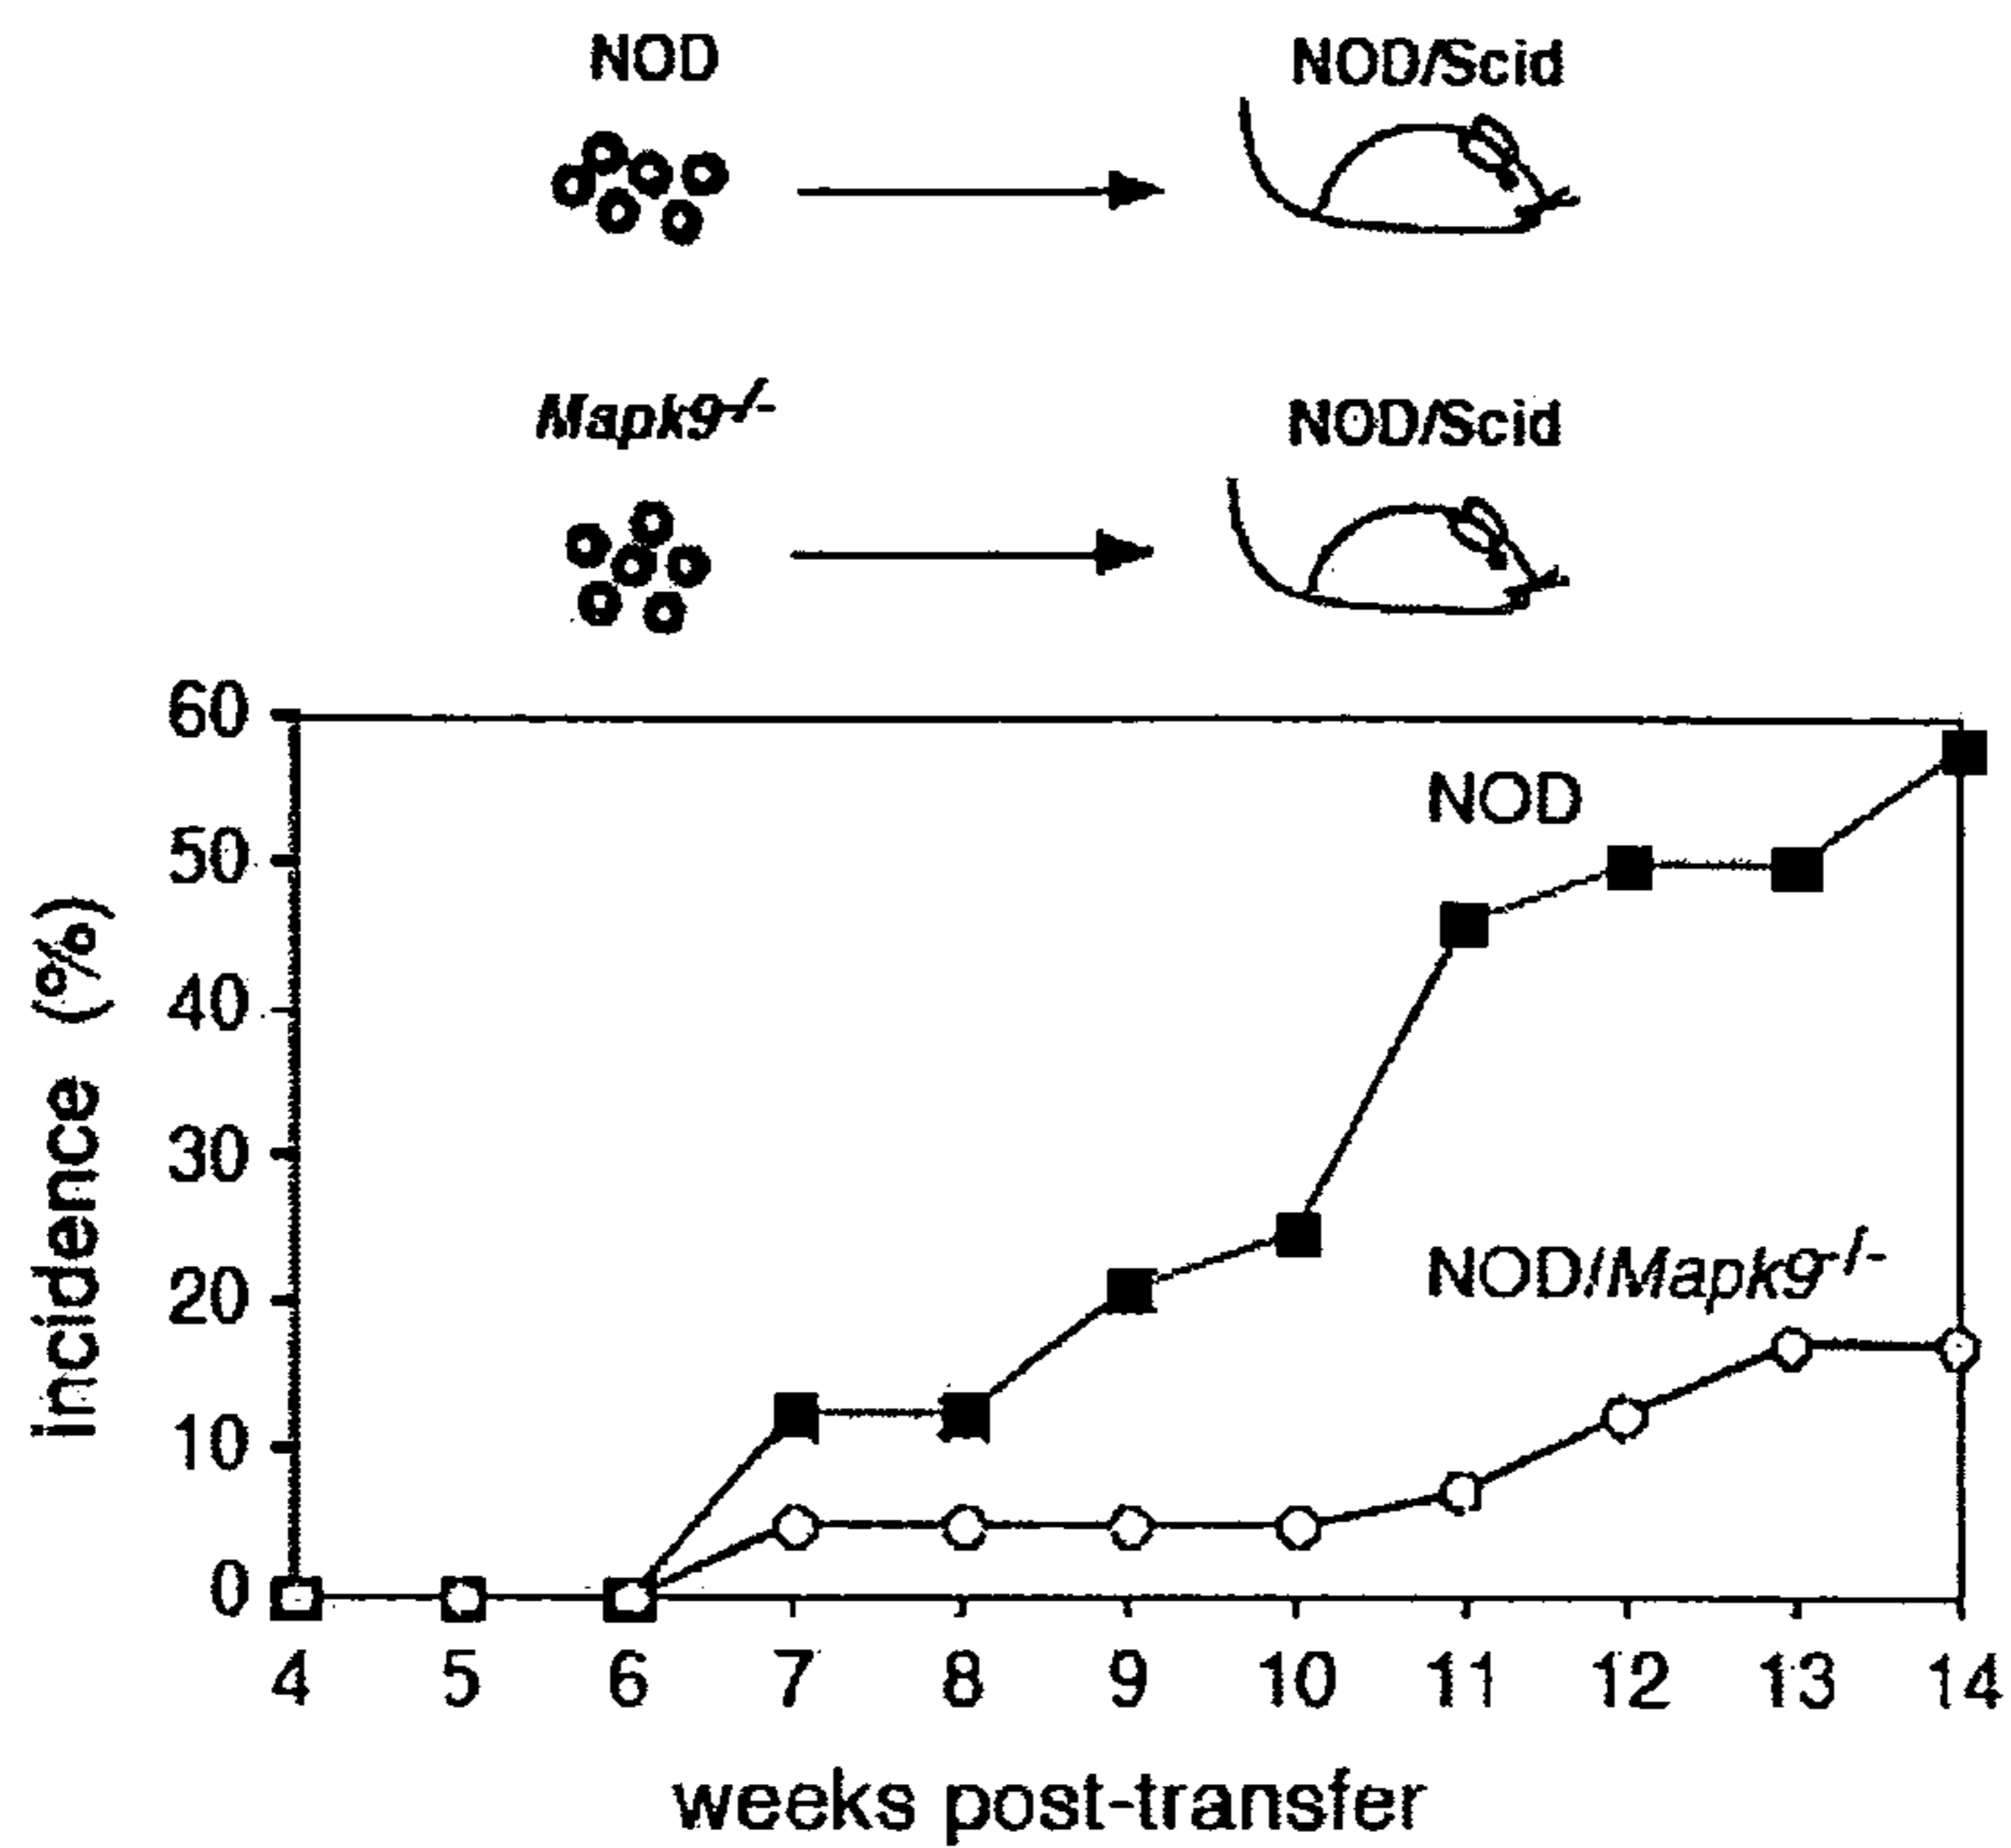 NOD
NOD/Scid
Mapk9-/-
NOD/Scid
60
50
40
30
20
10
0
incidence (%)
NOD
NOD/Mapk9-/-
4 5 6 7 8 9 10 11 12 13 14
weeks post-transfer